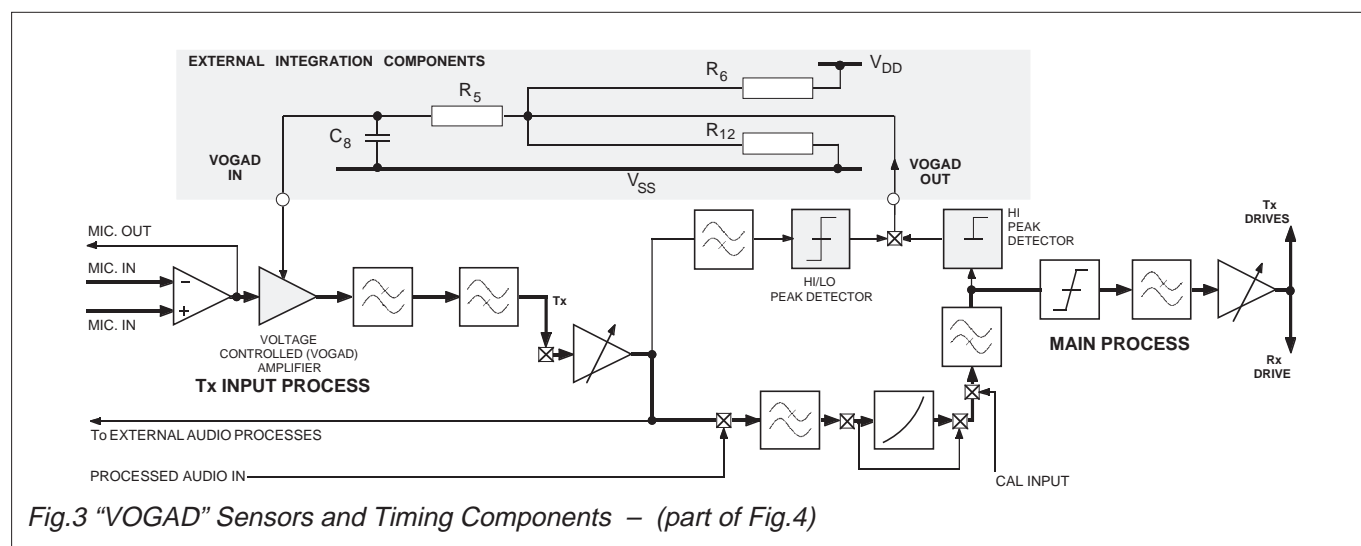 EXTERNAL INTEGRATION COMPONENTS
VDD
R6
R5
C8
R12
VOGAD
IN
VOGAD
OUT
VSS
MIC. OUT
MIC. IN
MIC. IN
−
+
VOLTAGE
CONTROLLED (VOGAD)
AMPLIFIER
Tx INPUT PROCESS
Tx
HI/LO
PEAK DETECTOR
HI
PEAK
DETECTOR
MAIN PROCESS
Tx
DRIVES
Rx
DRIVE
To EXTERNAL AUDIO PROCESSES
PROCESSED AUDIO IN
CAL INPUT
Fig.3 “VOGAD” Sensors and Timing Components – (part of Fig.4)